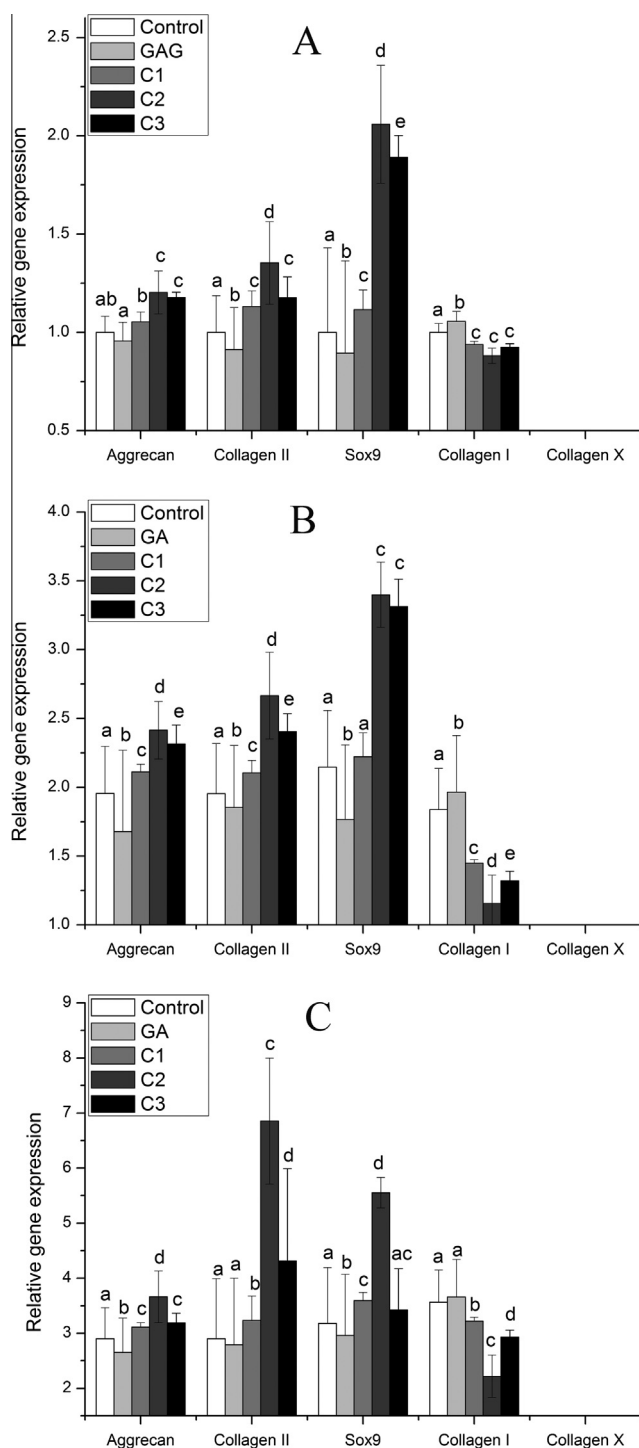 A
Control
GAG
C1
C2
C3
Relative gene expression
2.5
2.0
1.5
1.0
0.5
ab a b c c
a b c d c
a b c d e
a b c c c
Aggrecan Collagen II Sox9 Collagen I Collagen X
B
Control
GA
C1
C2
C3
Relative gene expression
4.0
3.5
3.0
2.5
2.0
1.5
1.0
a b c d e
a b c d e
a b a c c
a b c d e
Aggrecan Collagen II Sox9 Collagen I Collagen X
C
Control
GA
C1
C2
C3
Relative gene expression
9
8
7
6
5
4
3
2
a b c d c
a a b c d
a b c d ac
a a b c d
Aggrecan Collagen II Sox9 Collagen I Collagen X